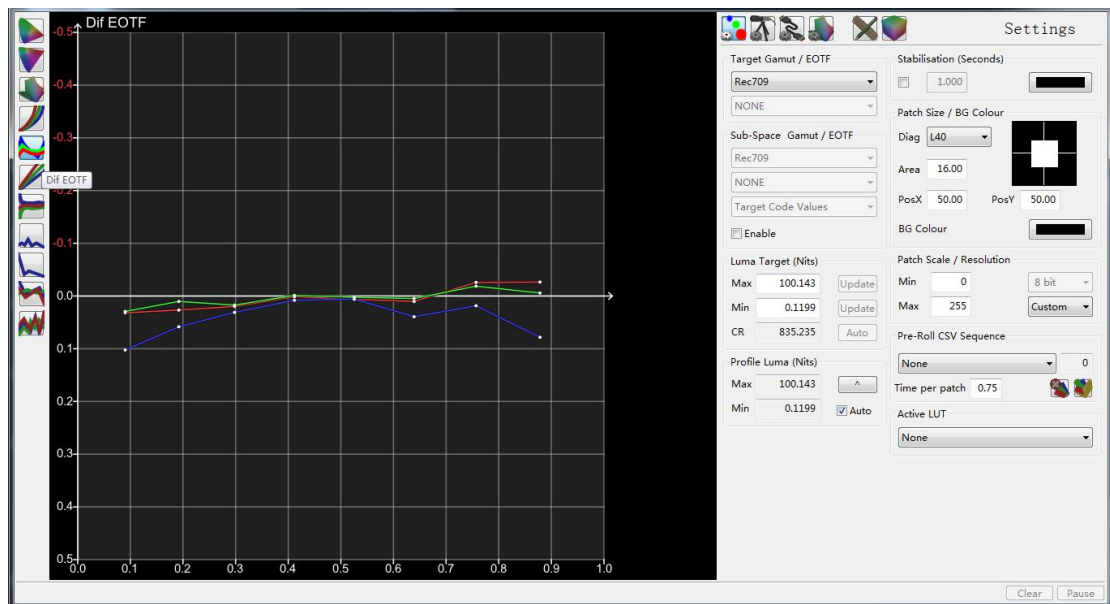 Dif EOTF
-0.5
-0.4
-0.3
-0.2
-0.1
0.0
0.1
0.2
0.3
0.4
0.5
0.0 0.1 0.2 0.3 0.4 0.5 0.6 0.7 0.8 0.9 1.0
Dif EOTF
Settings
Target Gamut / EOTF
Rec709
NONE
Sub-Space Gamut / EOTF
Rec709
NONE
Target Code Values
Enable
Luma Target (Nits)
Max 100.143 Update
Min 0.1199 Update
CR 835.235 Auto
Profile Luma (Nits)
Max 100.143 ^
Min 0.1199 Auto
Stabilisation (Seconds)
1.000
Patch Size / BG Colour
Diag L40
Area 16.00
PosX 50.00 PosY 50.00
BG Colour
Patch Scale / Resolution
Min 0 8 bit
Max 255 Custom
Pre-Roll CSV Sequence
None 0
Time per patch 0.75
Active LUT
None
Clear Pause